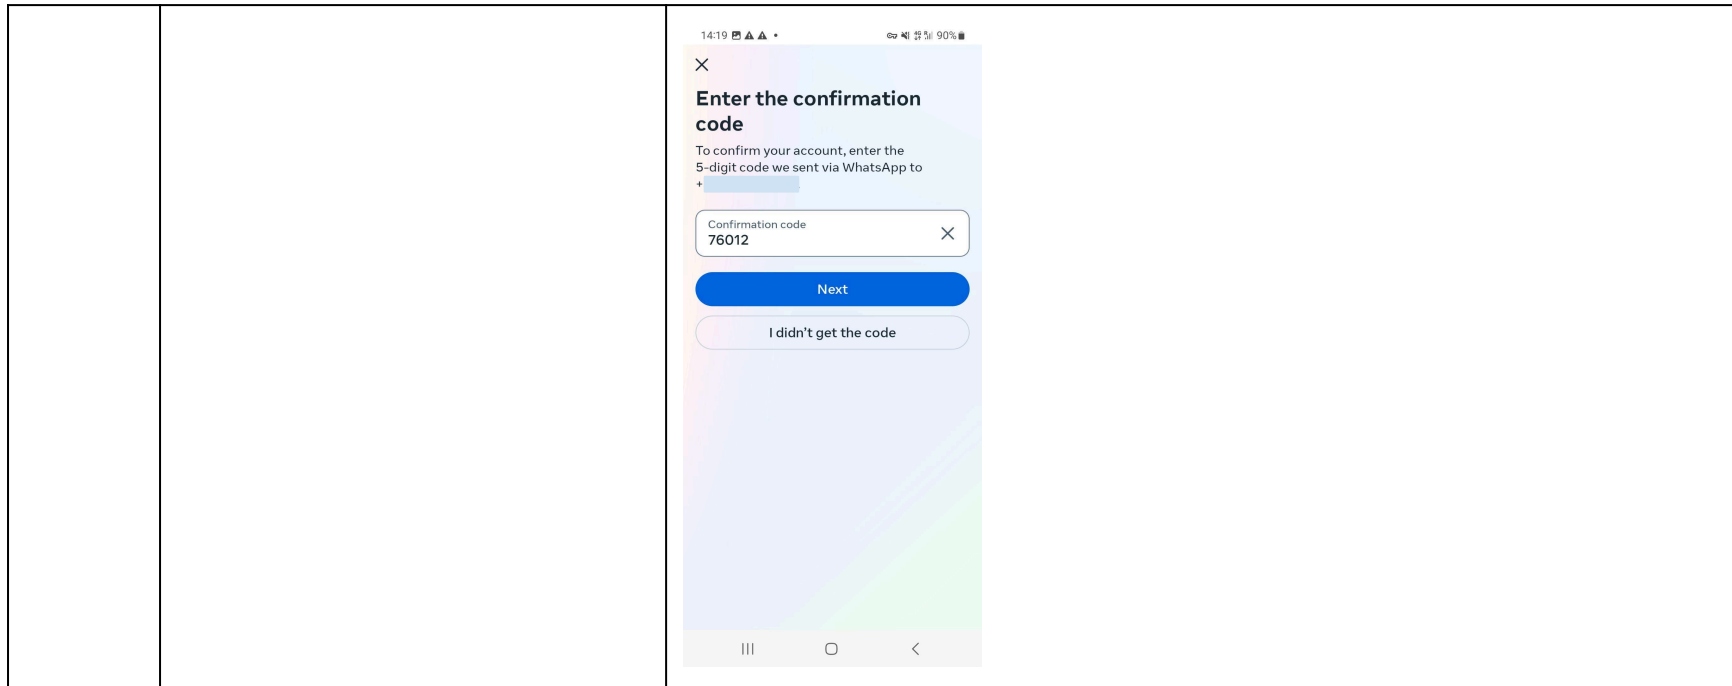 14:19 90%
Enter the confirmation
code
To confirm your account, enter the
5-digit code we sent via WhatsApp to
+
Confirmation code
76012
Next
I didn't get the code